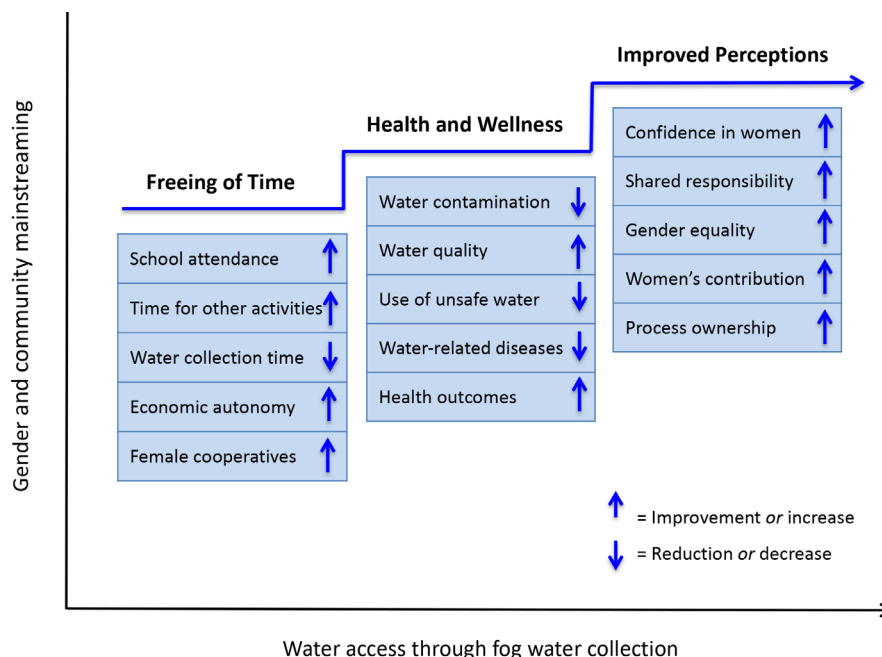 Improved Perceptions
Health and Wellness
Freeing of Time
Gender and community mainstreaming
School attendance
Time for other activities
Water collection time
Economic autonomy
Female cooperatives
Water contamination
Water quality
Use of unsafe water
Water-related diseases
Health outcomes
Confidence in women
Shared responsibility
Gender equality
Women’s contribution
Process ownership
= Improvement or increase
= Reduction or decrease
Water access through fog water collection